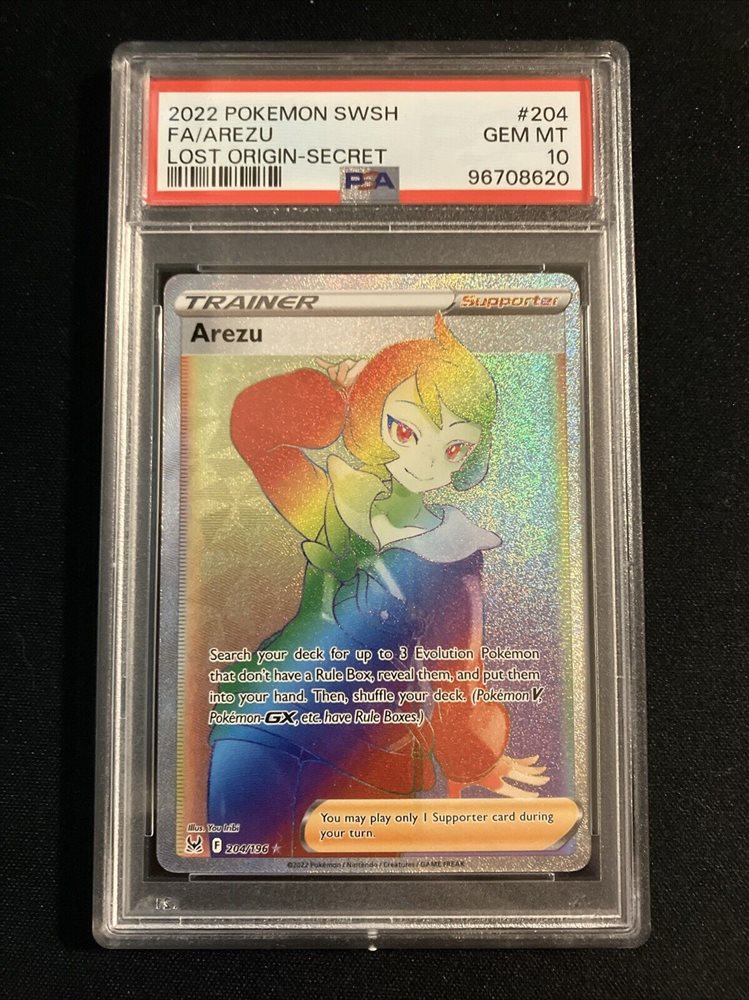 2022 POKEMON SWSH #204
FA/AREZU GEM MT
LOST ORIGIN-SECRET 10
PSA 96708620
TRAINER Supporter
Arezu
Search your deck for up to 3 Evolution Pokémon
that don't have a Rule Box, reveal them, and put them
into your hand. Then, shuffle your deck. (Pokémon V,
Pokémon-GX, etc. have Rule Boxes.)
You may play only 1 Supporter card during
your turn.
Illus. You Iribi
F 204/196
©2022 Pokémon / Nintendo / Creatures / GAME FREAK